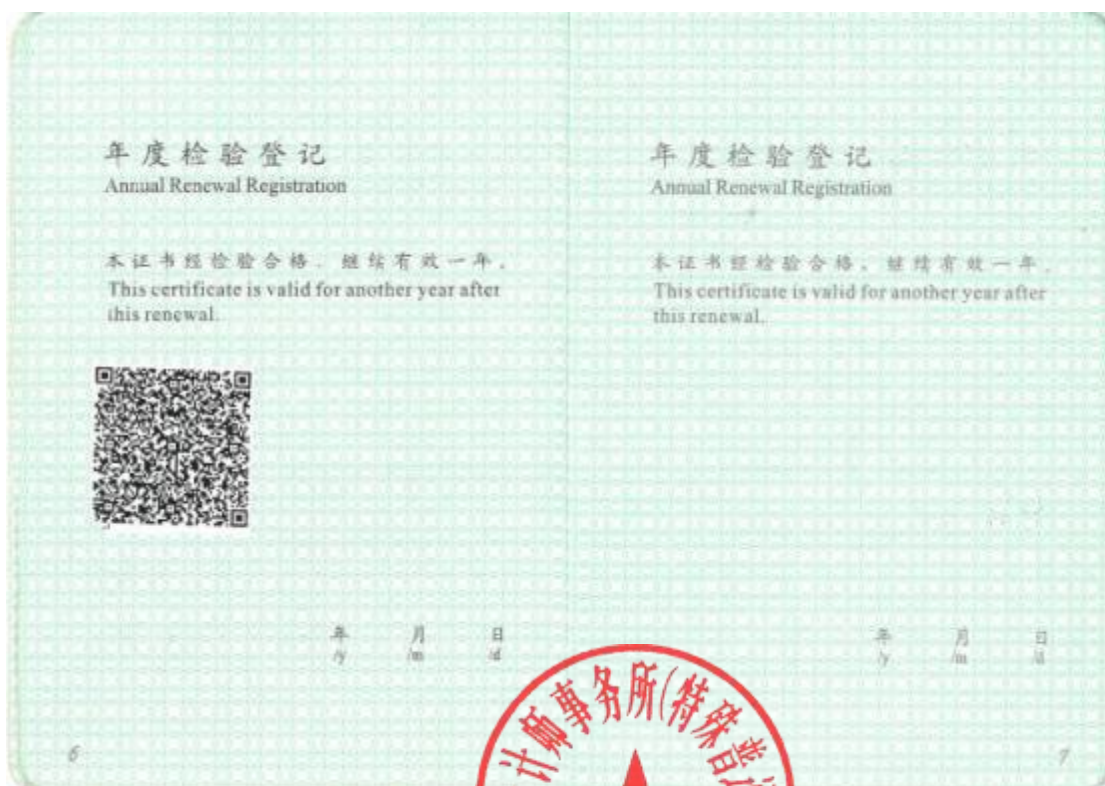 年度检验登记
Annual Renewal Registration
本证书经检验合格，继续有效一年。
This certificate is valid for another year after
this renewal.
年 月 日
/y /m /d
6
年度检验登记
Annual Renewal Registration
本证书经检验合格，继续有效一年。
This certificate is valid for another year after
this renewal.
年 月 日
/y /m /d
7
计师事务所(特殊普